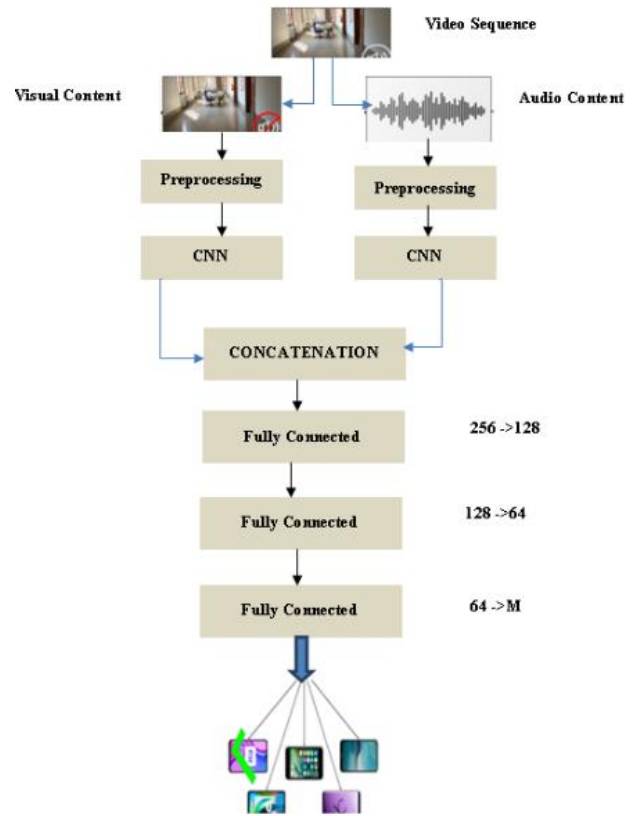 Video Sequence
Visual Content
Audio Content
Preprocessing
Preprocessing
CNN
CNN
CONCATENATION
Fully Connected
256 ->128
Fully Connected
128 ->64
Fully Connected
64 ->M